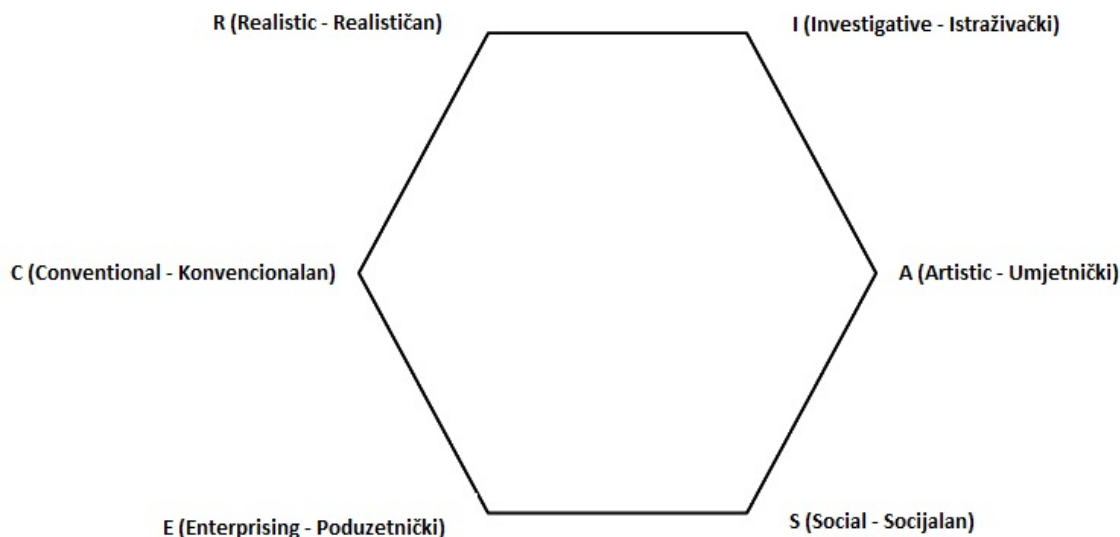 R (Realistic - Realističan)
I (Investigative - Istraživački)
C (Conventional - Konvencionalan)
A (Artistic - Umjetnički)
E (Enterprising - Poduzetnički)
S (Social - Socijalan)